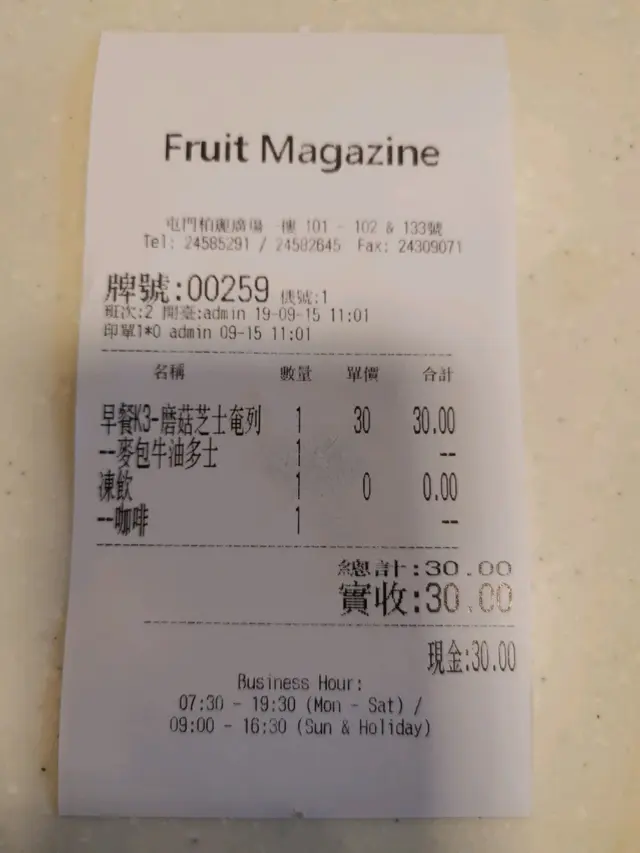 Fruit Magazine
屯門柏麗廣場一樓 101 - 102 & 133號
Tel: 24585291 / 24582645 Fax: 24309071
牌號:00259 機號:1
班次:2 開臺:admin 19-09-15 11:01
印單1*0 admin 09-15 11:01
名稱 數量 單價 合計
早餐K3-磨菇芝士奄列 1 30 30.00
--麥包牛油多士 1 --
凍飲 1 0 0.00
--咖啡 1 --
總計:30.00
實收:30.00
現金:30.00
Business Hour:
07:30 - 19:30 (Mon - Sat) /
09:00 - 16:30 (Sun & Holiday)